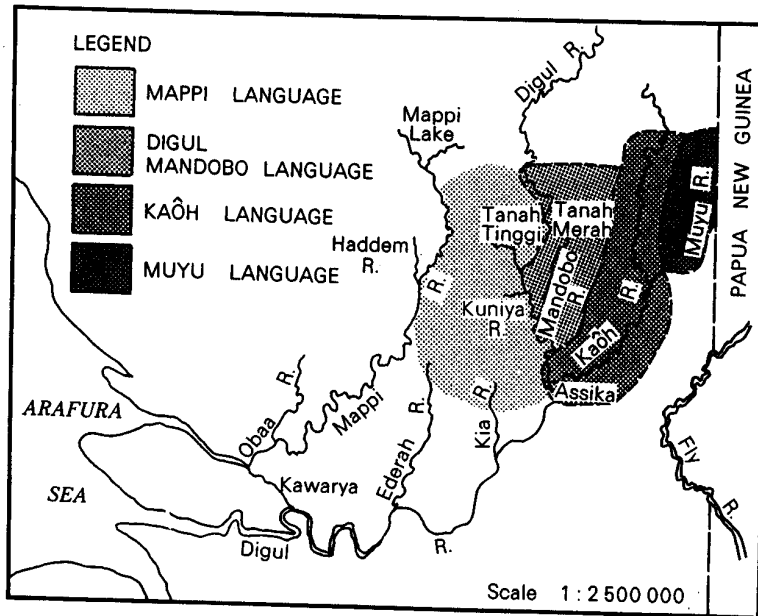 LEGEND
MAPPI LANGUAGE
DIGUL
MANDOBO LANGUAGE
KAÔH LANGUAGE
MUYU LANGUAGE
Digul R.
Mappi
Lake
Haddem
R.
Tanah
Tinggi
Tanah
Merah
Mandobo
R.
Muyu R.
PAPUA NEW GUINEA
Kuniya
R.
Kaôh
R.
Assika
ARAFURA
SEA
Obaa R.
Mappi
R.
Ederah R.
Kia R.
Kawarya
Digul
R.
Fly
R.
Scale 1 : 2 500 000